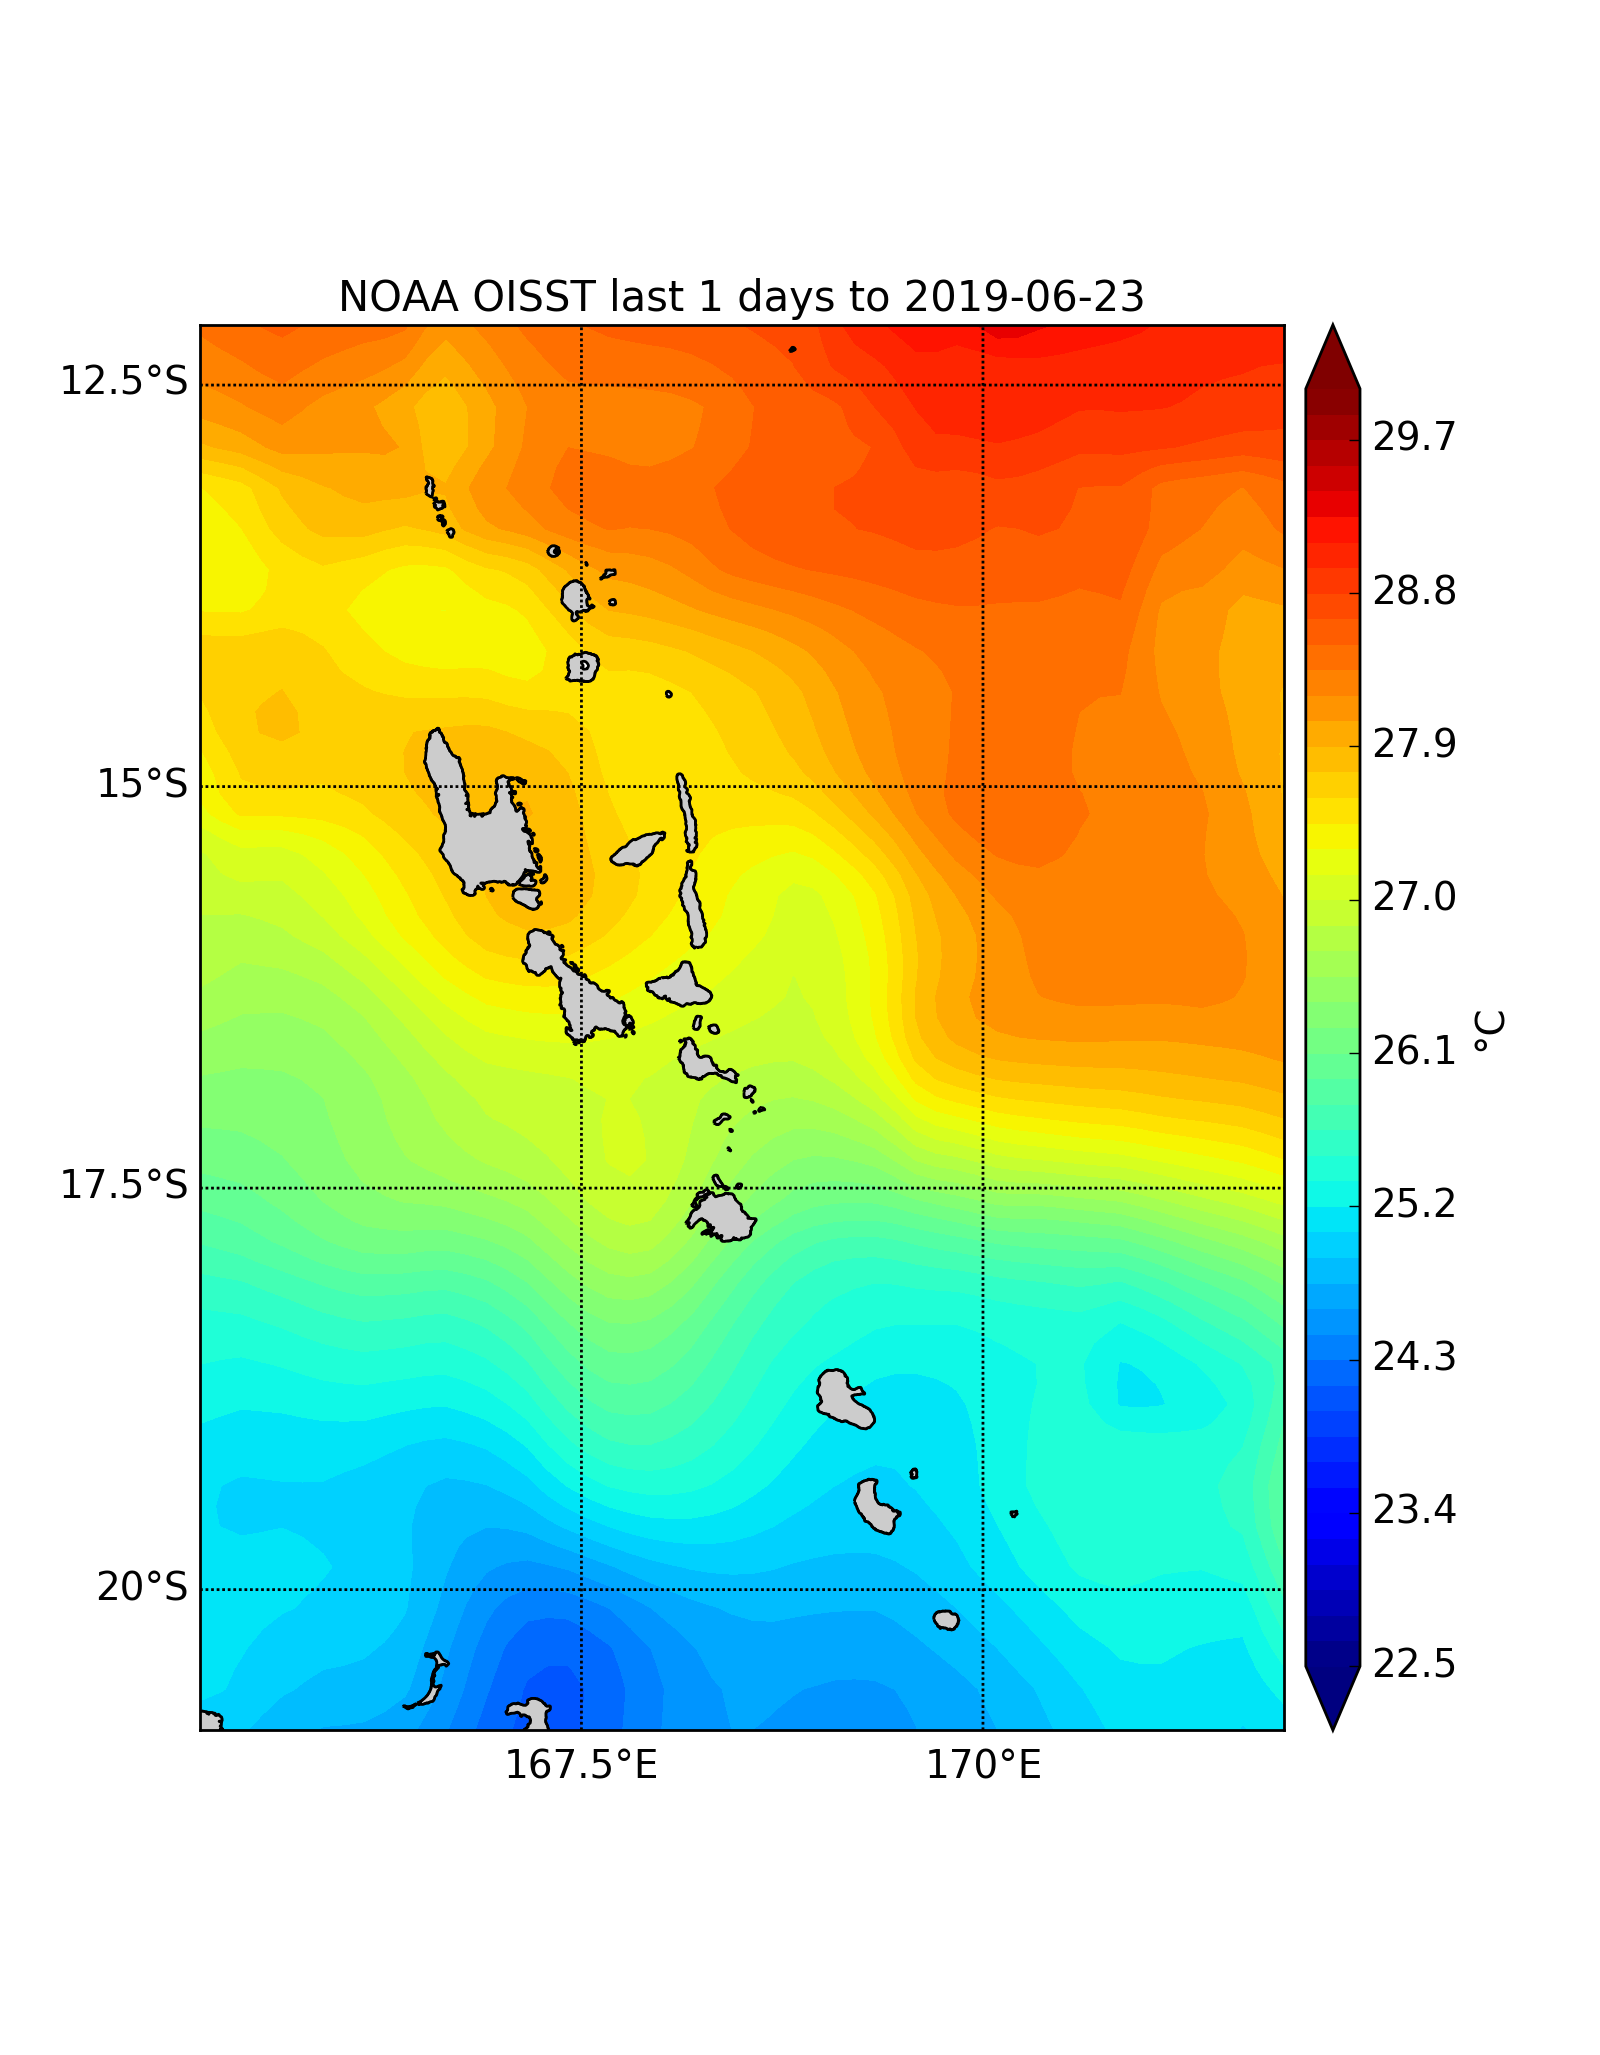 NOAA OISST last 1 days to 2019-06-23
12.5°S
15°S
17.5°S
20°S
167.5°E
170°E
29.7
28.8
27.9
27.0
26.1
25.2
24.3
23.4
22.5
°C